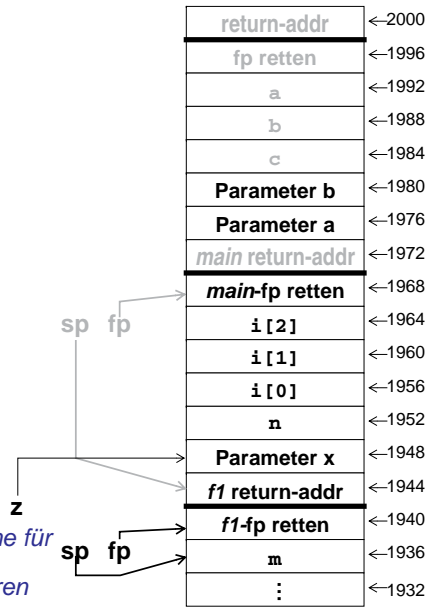 return-addr ←2000
fp retten ←1996
a ←1992
b ←1988
c ←1984
Parameter b ←1980
Parameter a ←1976
main return-addr ←1972
main-fp retten ←1968
i[2] ←1964
sp fp
i[1] ←1960
i[0] ←1956
n ←1952
Parameter x ←1948
f1 return-addr ←1944
z
f1-fp retten ←1940
für
sp fp
m ←1936
⋮ ←1932